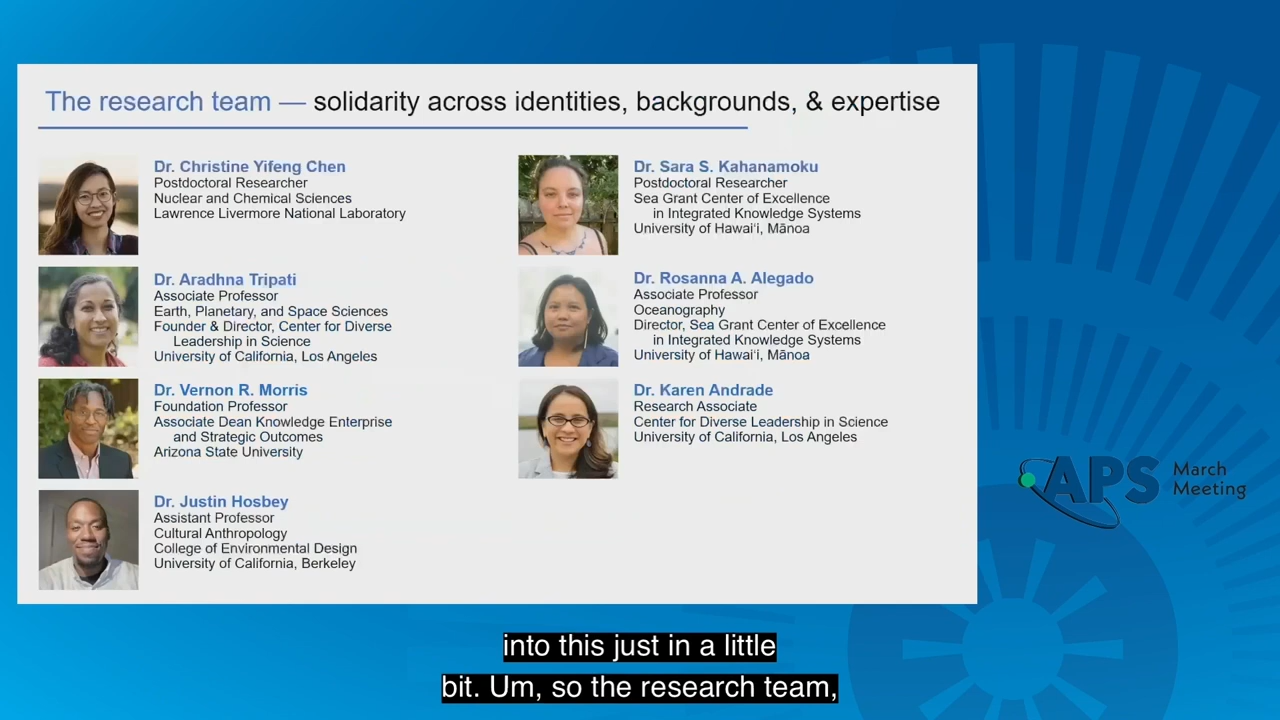 The research team — solidarity across identities, backgrounds, & expertise
Dr. Christine Yifeng Chen
Postdoctoral Researcher
Nuclear and Chemical Sciences
Lawrence Livermore National Laboratory
Dr. Aradhna Tripati
Associate Professor
Earth, Planetary, and Space Sciences
Founder & Director, Center for Diverse
Leadership in Science
University of California, Los Angeles
Dr. Vernon R. Morris
Foundation Professor
Associate Dean Knowledge Enterprise
and Strategic Outcomes
Arizona State University
Dr. Justin Hosbey
Assistant Professor
Cultural Anthropology
College of Environmental Design
University of California, Berkeley
Dr. Sara S. Kahanamoku
Postdoctoral Researcher
Sea Grant Center of Excellence
in Integrated Knowledge Systems
University of Hawaiʻi, Mānoa
Dr. Rosanna A. Alegado
Associate Professor
Oceanography
Director, Sea Grant Center of Excellence
in Integrated Knowledge Systems
University of Hawaiʻi, Mānoa
Dr. Karen Andrade
Research Associate
Center for Diverse Leadership in Science
University of California, Los Angeles
APS March
Meeting
into this just in a little
bit. Um, so the research team,